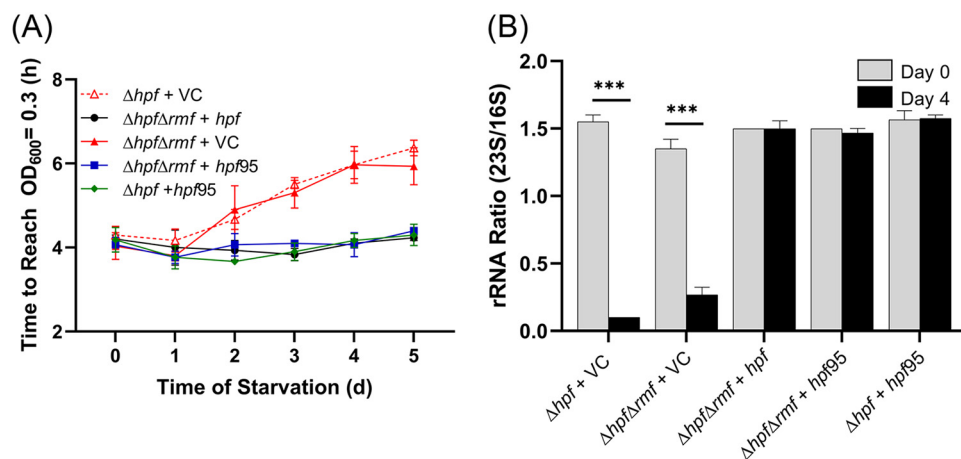 (A)
Time to Reach OD600= 0.3 (h)
8
6
4
2
Δhpf + VC
ΔhpfΔrmf + hpf
ΔhpfΔrmf + VC
ΔhpfΔrmf + hpf95
Δhpf +hpf95
0 1 2 3 4 5
Time of Starvation (d)
(B)
rRNA Ratio (23S/16S)
2.0
1.5
1.0
0.5
0.0
*** ***
Day 0
Day 4
Δhpf + VC
ΔhpfΔrmf + VC
ΔhpfΔrmf + hpf
ΔhpfΔrmf + hpf95
Δhpf + hpf95